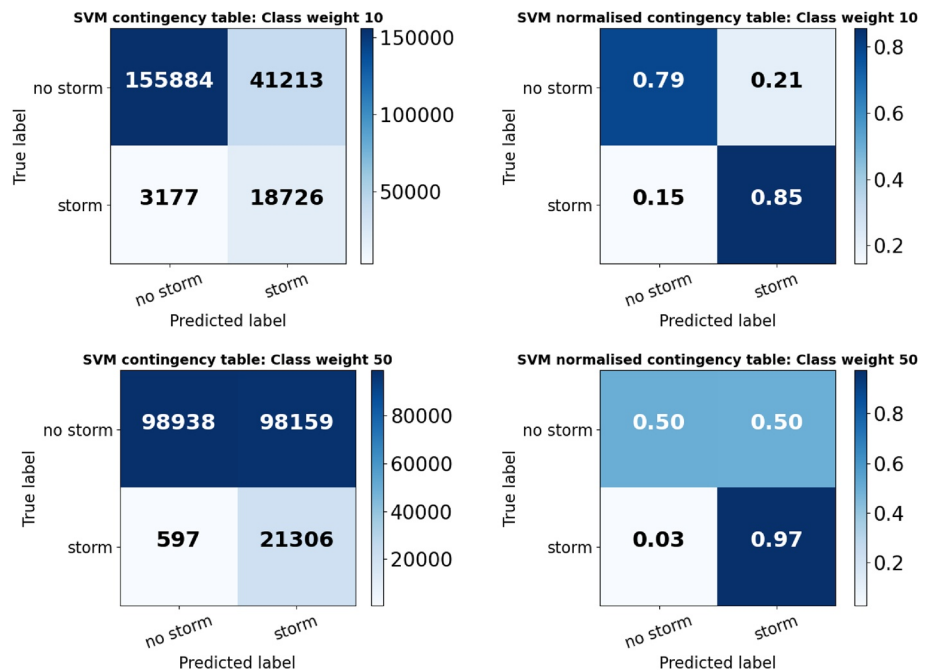 SVM contingency table: Class weight 10
True label
no storm
storm
155884 41213
3177 18726
150000
100000
50000
no storm storm
Predicted label
SVM normalised contingency table: Class weight 10
True label
no storm
storm
0.79 0.21
0.15 0.85
0.8
0.6
0.4
0.2
no storm storm
Predicted label
SVM contingency table: Class weight 50
True label
no storm
storm
98938 98159
597 21306
80000
60000
40000
20000
no storm storm
Predicted label
SVM normalised contingency table: Class weight 50
True label
no storm
storm
0.50 0.50
0.03 0.97
0.8
0.6
0.4
0.2
no storm storm
Predicted label